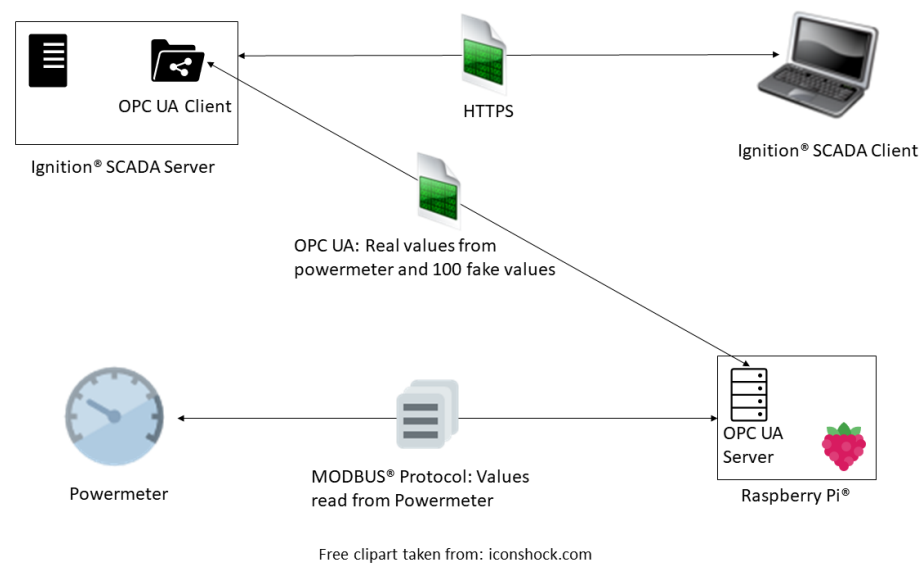 OPC UA Client
Ignition® SCADA Server
HTTPS
Ignition® SCADA Client
OPC UA: Real values from
powermeter and 100 fake values
Powermeter
MODBUS® Protocol: Values
read from Powermeter
OPC UA
Server
Raspberry Pi®
Free clipart taken from: iconshock.com